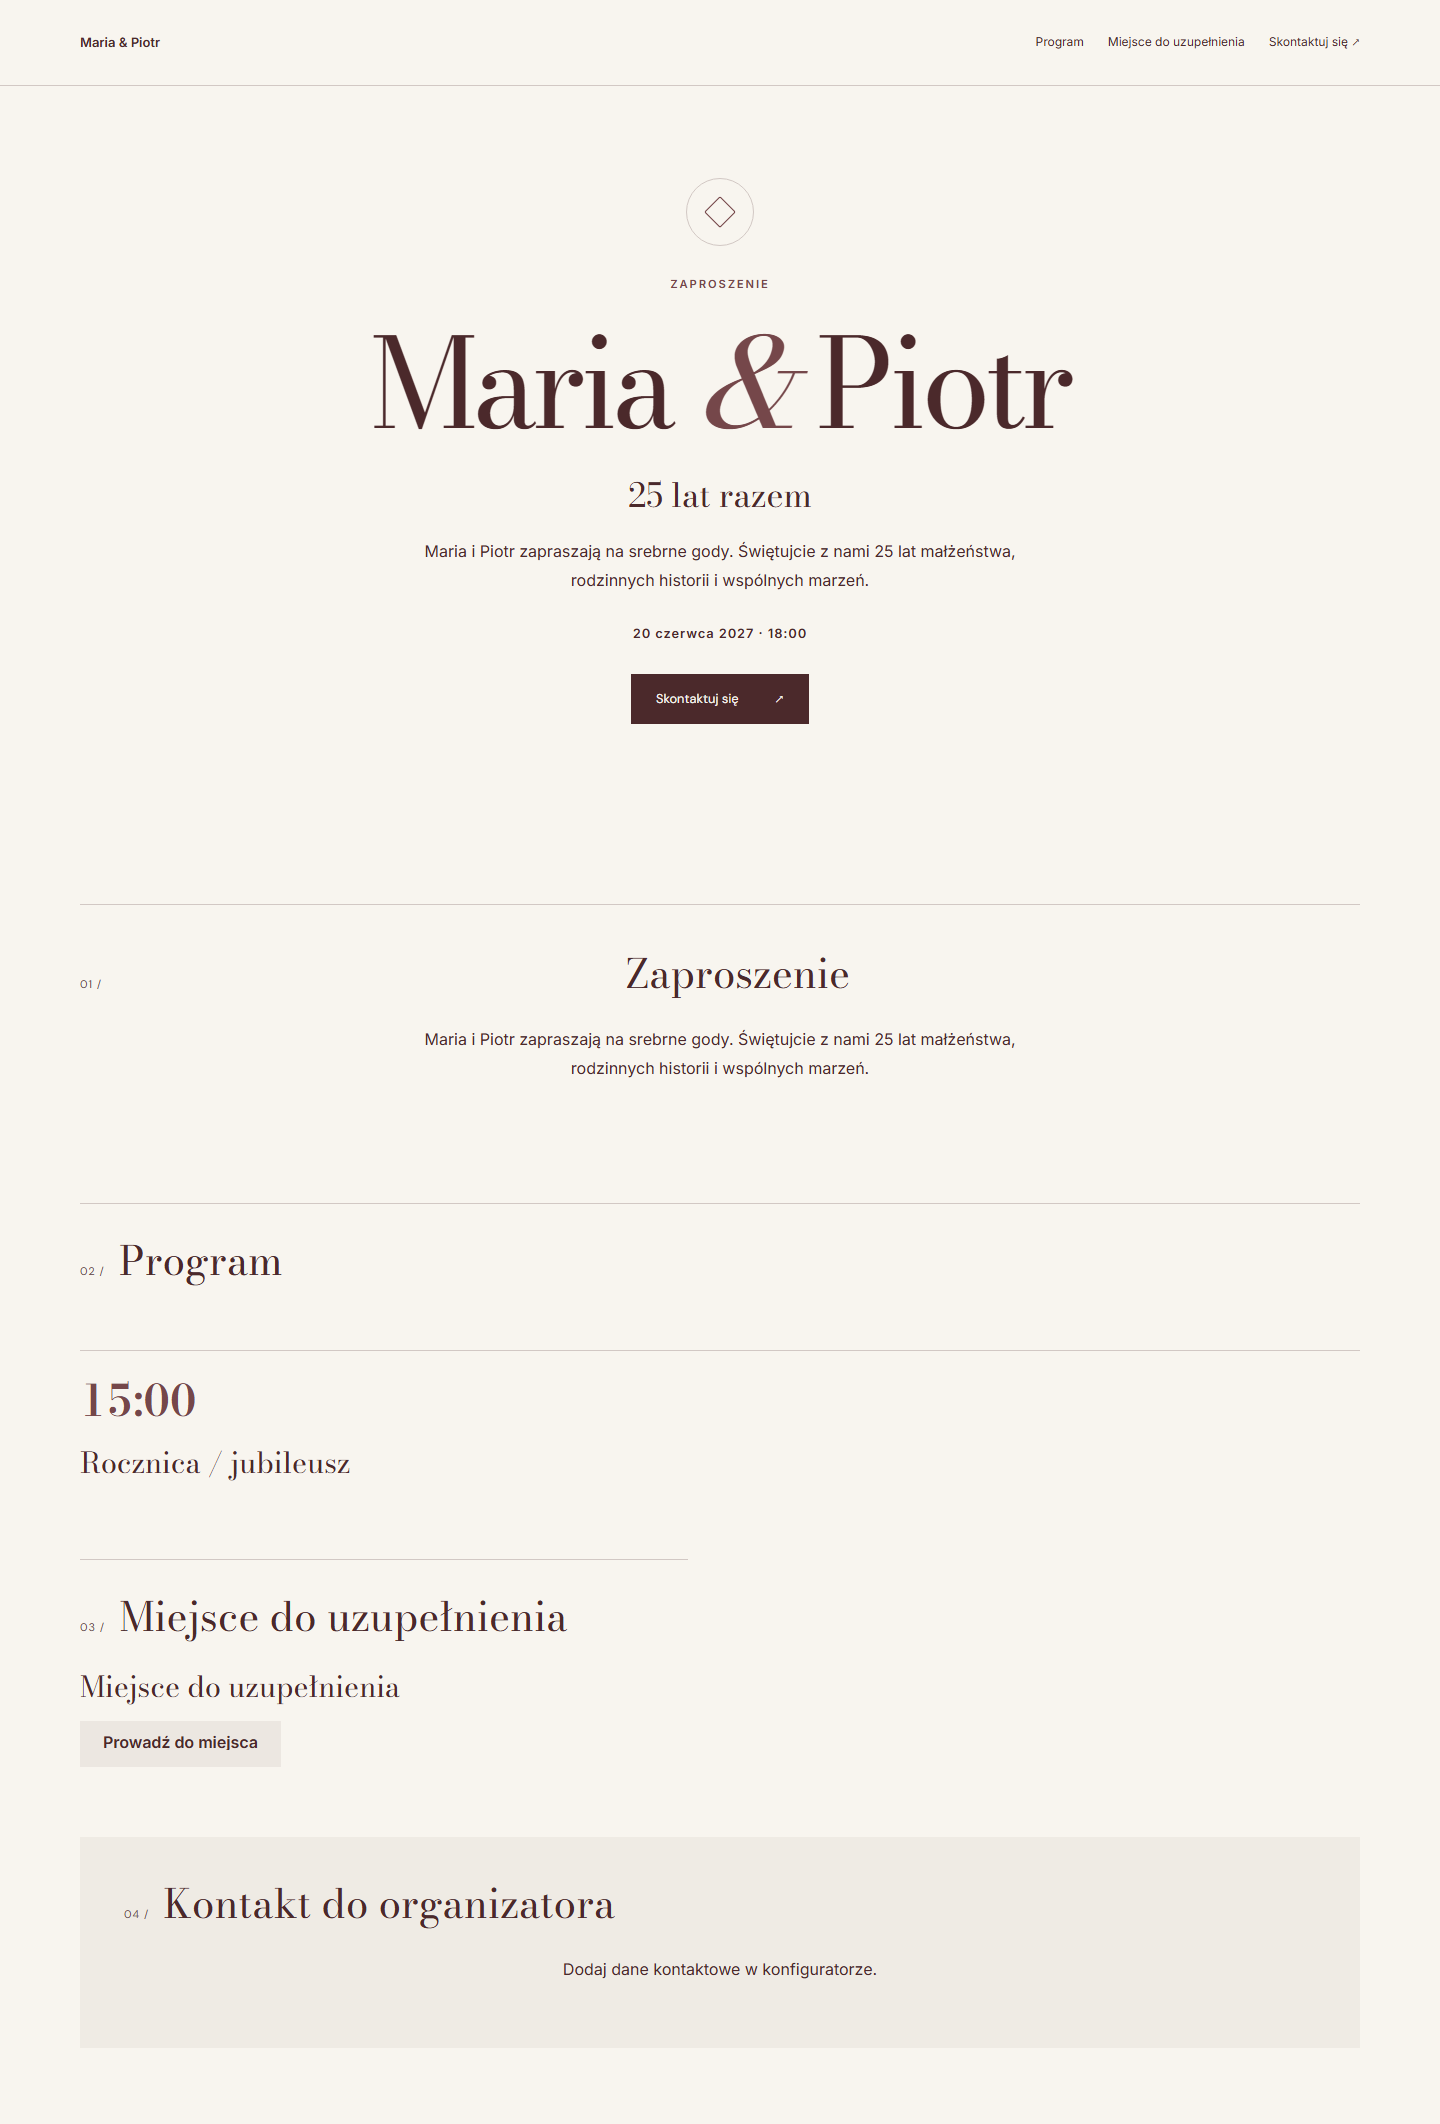 Maria & Piotr
Program Miejsce do uzupełnienia Skontaktuj się ↗
ZAPROSZENIE
Maria & Piotr
25 lat razem
Maria i Piotr zapraszają na srebrne gody. Świętujcie z nami 25 lat małżeństwa,
rodzinnych historii i wspólnych marzeń.
20 czerwca 2027 · 18:00
Skontaktuj się ↗
01 / Zaproszenie
Maria i Piotr zapraszają na srebrne gody. Świętujcie z nami 25 lat małżeństwa,
rodzinnych historii i wspólnych marzeń.
02 / Program
15:00
Rocznica / jubileusz
03 / Miejsce do uzupełnienia
Miejsce do uzupełnienia
Prowadź do miejsca
04 / Kontakt do organizatora
Dodaj dane kontaktowe w konfiguratorze.